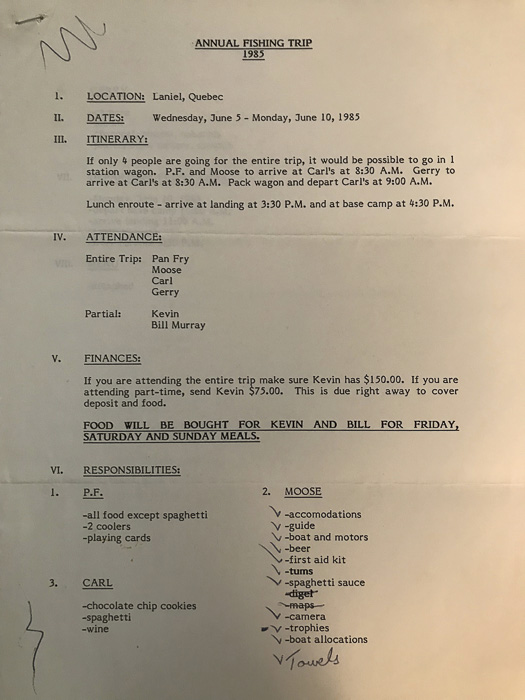 ANNUAL FISHING TRIP
1985
I. LOCATION: Laniel, Quebec
II. DATES: Wednesday, June 5 - Monday, June 10, 1985
III. ITINERARY:
If only 4 people are going for the entire trip, it would be possible to go in 1
station wagon. P.F. and Moose to arrive at Carl's at 8:30 A.M. Gerry to
arrive at Carl's at 8:30 A.M. Pack wagon and depart Carl's at 9:00 A.M.
Lunch enroute - arrive at landing at 3:30 P.M. and at base camp at 4:30 P.M.
IV. ATTENDANCE:
Entire Trip: Pan Fry
Moose
Carl
Gerry
Partial: Kevin
Bill Murray
V. FINANCES:
If you are attending the entire trip make sure Kevin has $150.00. If you are
attending part-time, send Kevin $75.00. This is due right away to cover
deposit and food.
FOOD WILL BE BOUGHT FOR KEVIN AND BILL FOR FRIDAY,
SATURDAY AND SUNDAY MEALS.
VI. RESPONSIBILITIES:
1. P.F.
-all food except spaghetti
-2 coolers
-playing cards
2. MOOSE
-accomodations
-guide
-boat and motors
-beer
-first aid kit
-tums
-spaghetti sauce
-diget
-maps
-camera
-trophies
-boat allocations
Towels
3. CARL
-chocolate chip cookies
-spaghetti
-wine